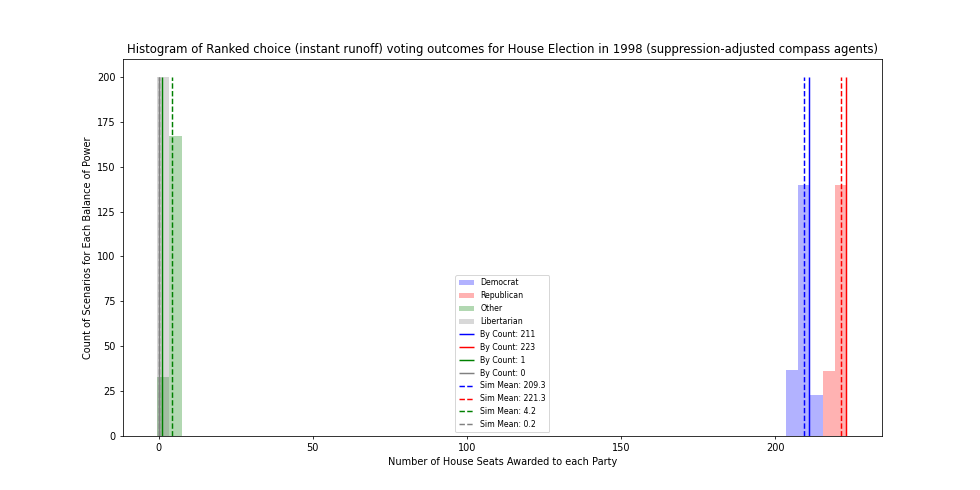 Histogram of Ranked choice (instant runoff) voting outcomes for House Election in 1998 (suppression-adjusted compass agents)
Count of Scenarios for Each Balance of Power
200
175
150
125
100
75
50
25
0
Democrat
Republican
Other
Libertarian
By Count: 211
By Count: 223
By Count: 1
By Count: 0
Sim Mean: 209.3
Sim Mean: 221.3
Sim Mean: 4.2
Sim Mean: 0.2
0 50 100 150 200
Number of House Seats Awarded to each Party